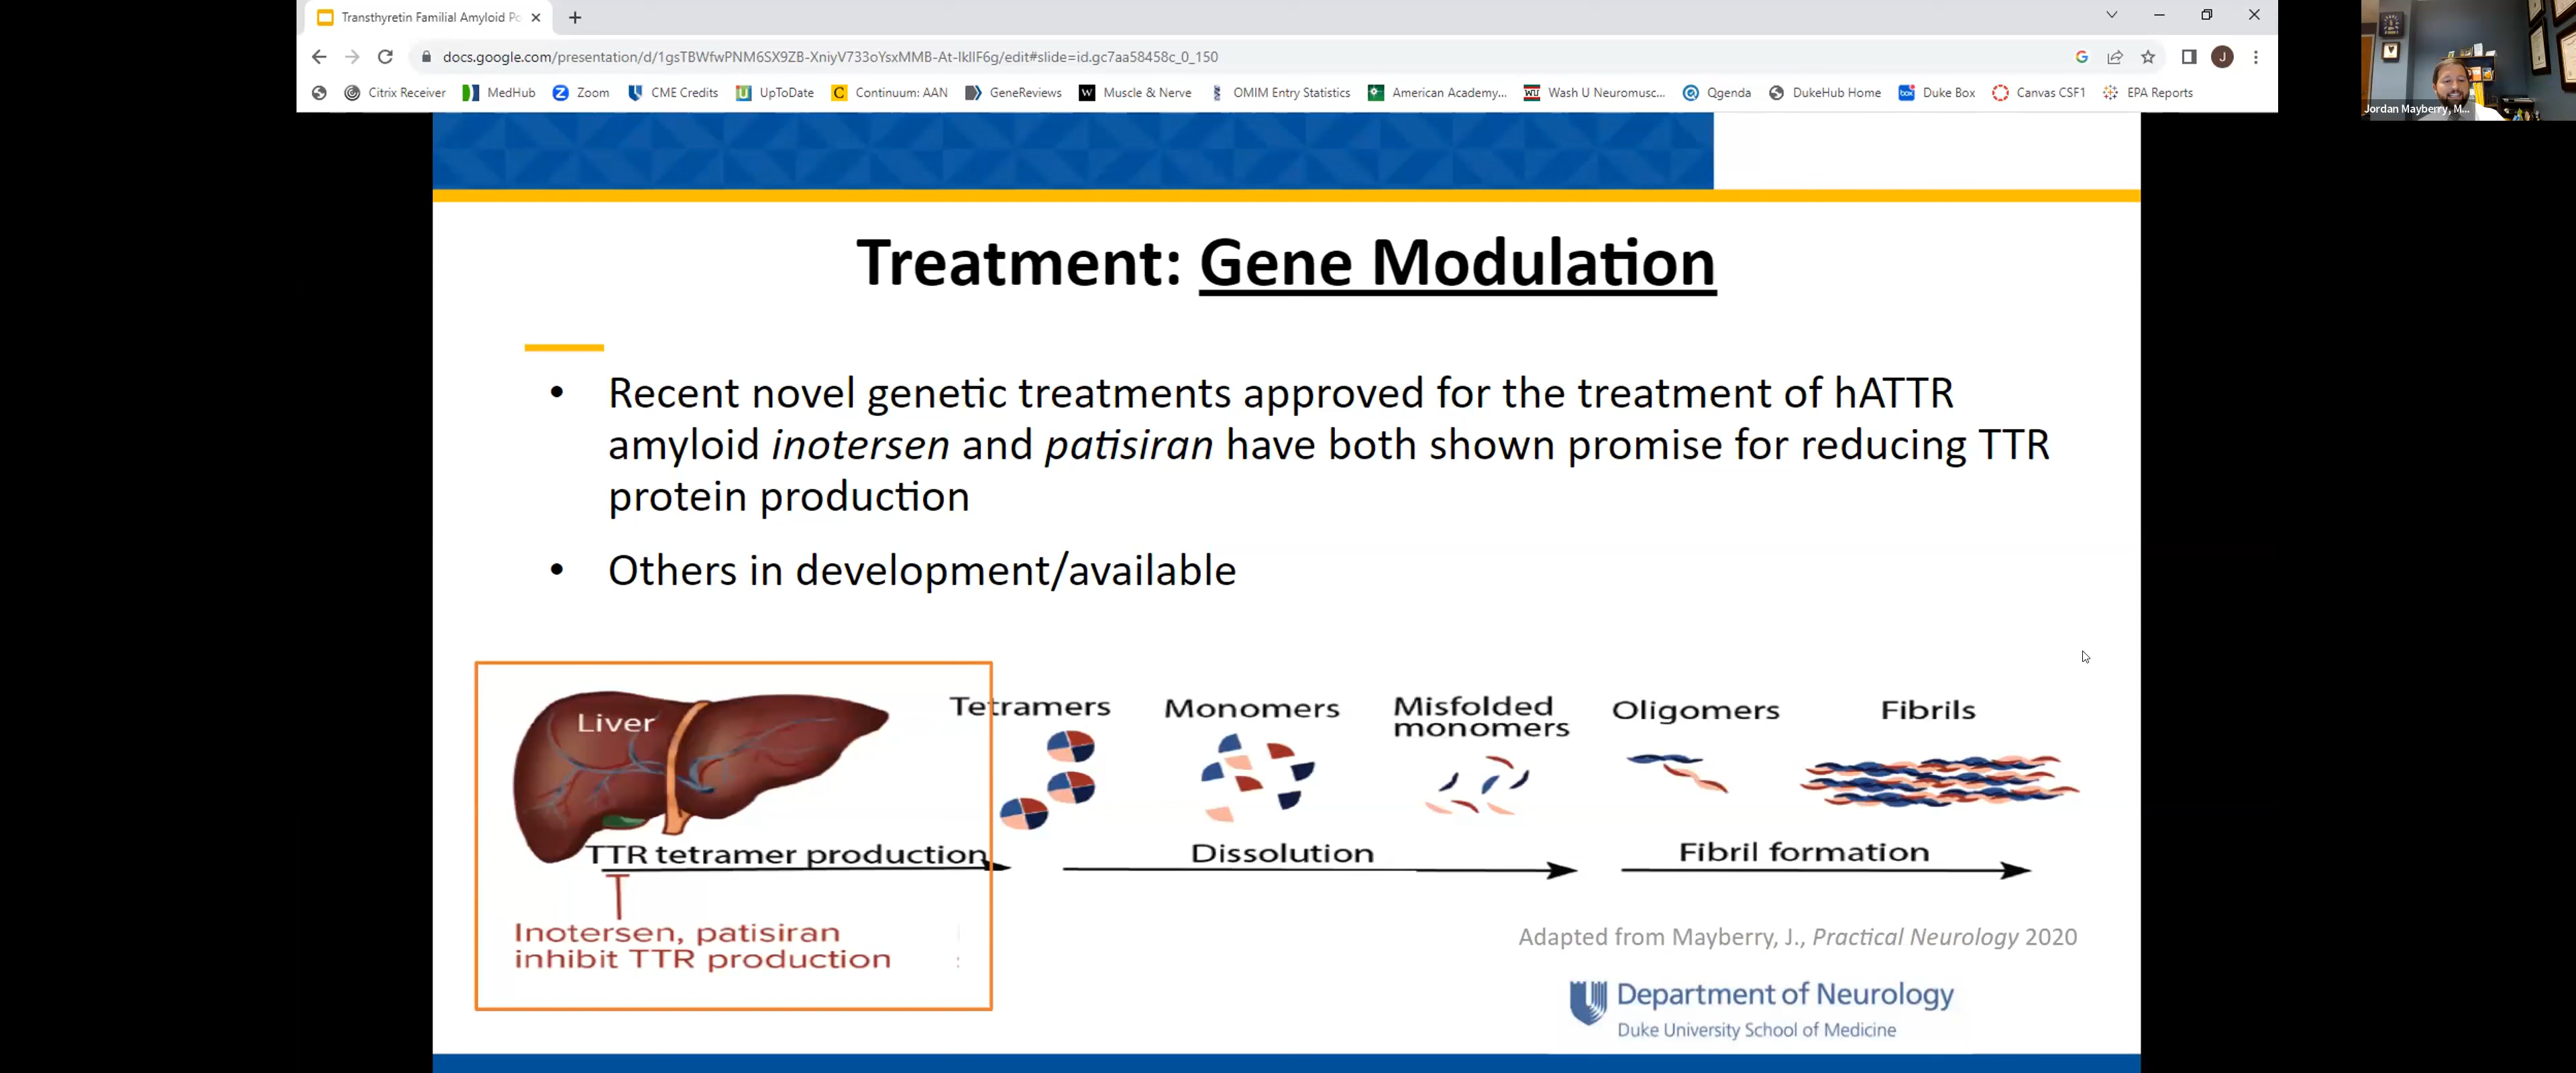 Transthyretin Familial Amyloid Po
docs.google.com/presentation/d/1gsTBWfwPNM6SX9ZB-XniyV733oYsxMMB-At-IkIIF6g/edit#slide=id.gc7aa58458c_0_150
J
Citrix Receiver MedHub Zoom CME Credits UpToDate Continuum: AAN GeneReviews Muscle & Nerve OMIM Entry Statistics American Academy... Wash U Neuromusc... Qgenda DukeHub Home Duke Box Canvas CSF1 EPA Reports
Jordan Mayberry, M...
Treatment: Gene Modulation
• Recent novel genetic treatments approved for the treatment of hATTR
amyloid inotersen and patisiran have both shown promise for reducing TTR
protein production
• Others in development/available
Liver
Tetramers
Monomers
Misfolded
monomers
Oligomers
Fibrils
TTR tetramer production
Dissolution
Fibril formation
Inotersen, patisiran
inhibit TTR production
Adapted from Mayberry, J., Practical Neurology 2020
Department of Neurology
Duke University School of Medicine